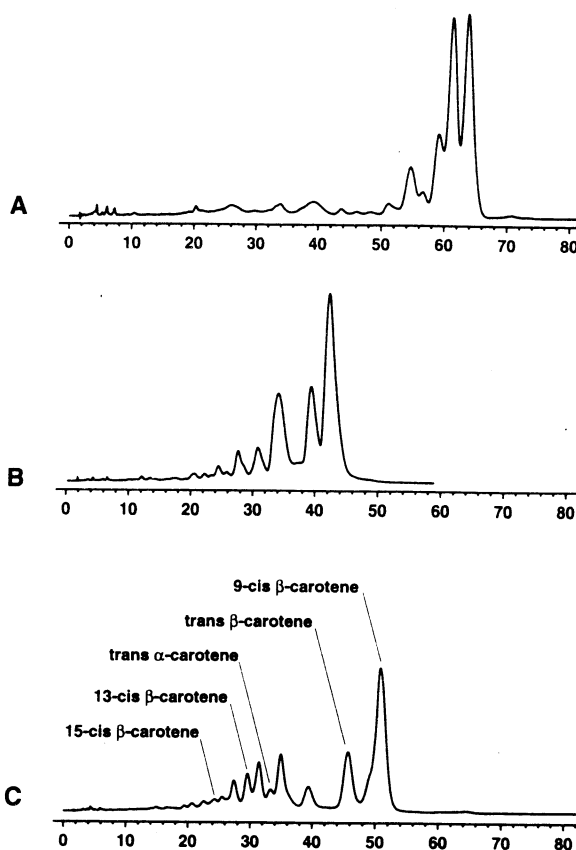 A
0 10 20 30 40 50 60 70 80
B
0 10 20 30 40 50 60 70 80
9-cis β-carotene
trans β-carotene
trans α-carotene
13-cis β-carotene
15-cis β-carotene
C
0 10 20 30 40 50 60 70 80